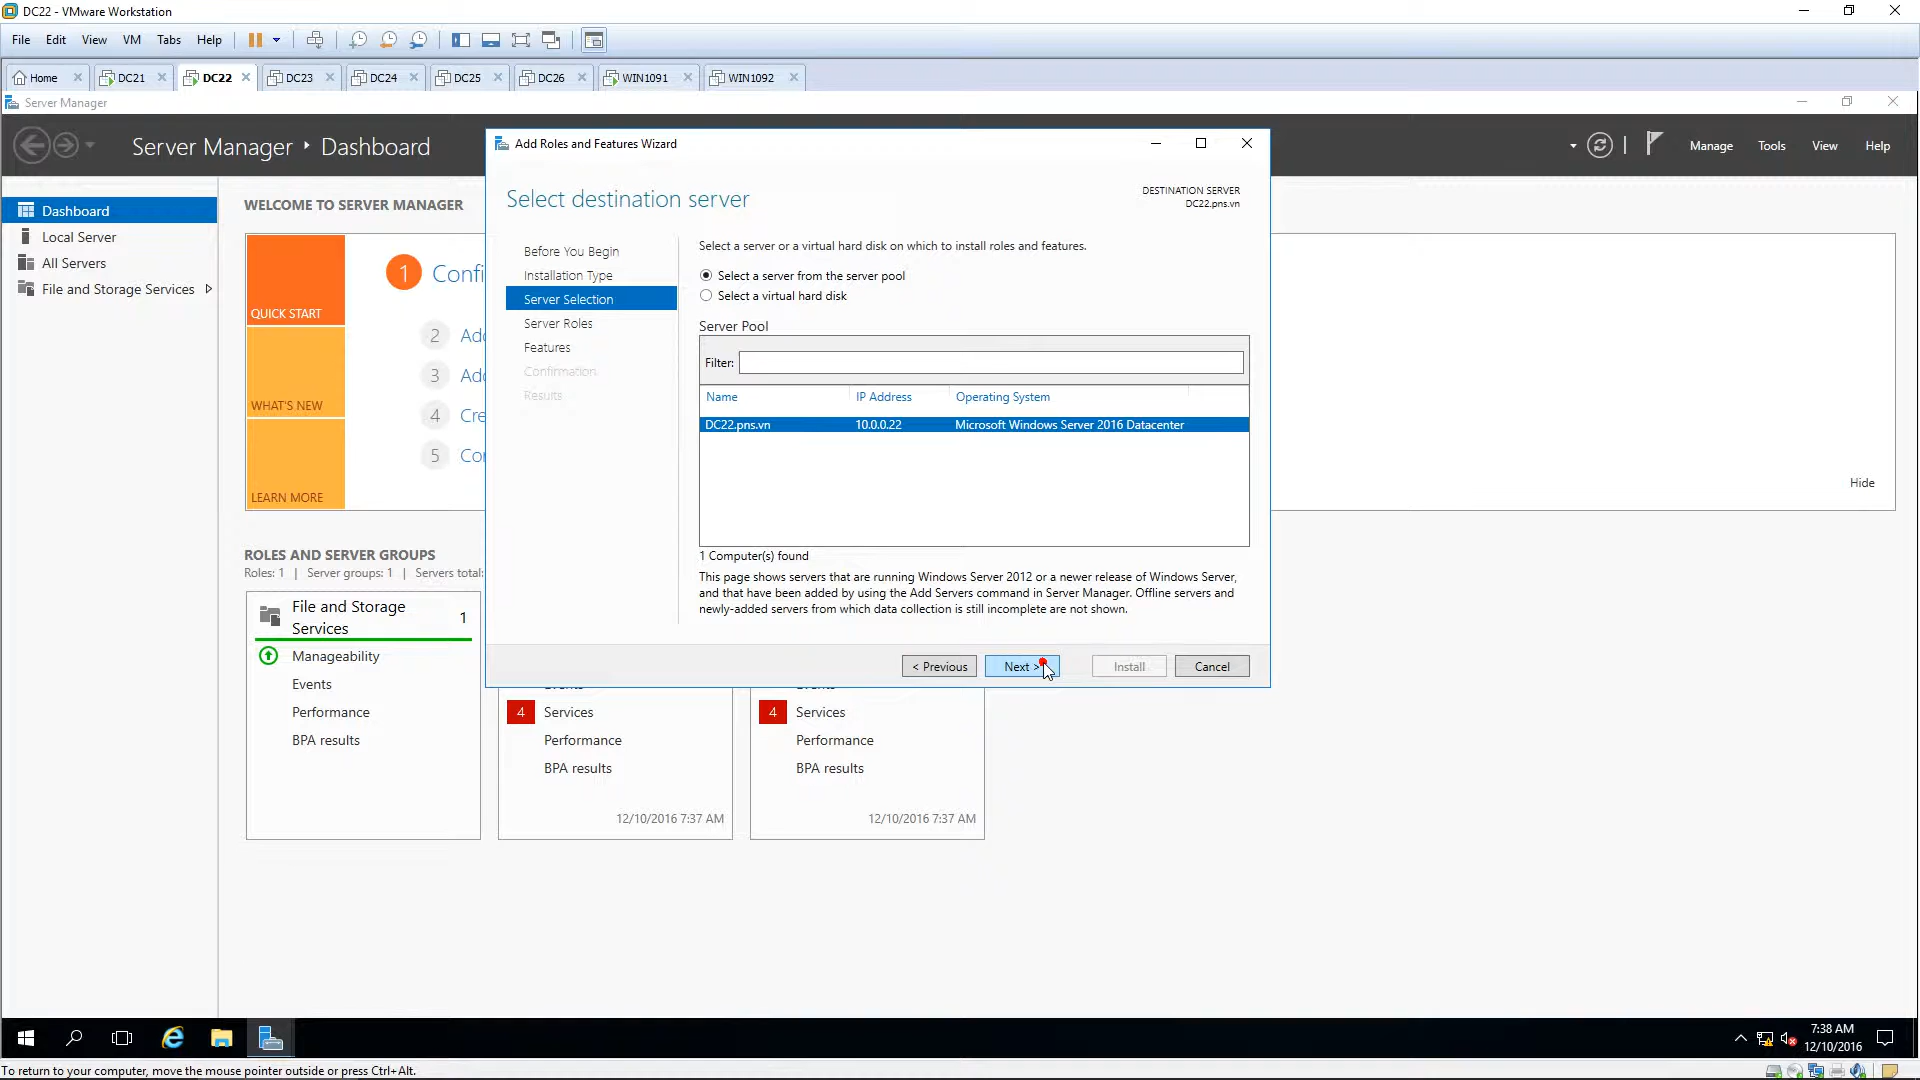 DC22 - VMware Workstation
File Edit View VM Tabs Help
Home DC21 DC22 DC23 DC24 DC25 DC26 WIN1091 WIN1092
Server Manager
Server Manager Dashboard
Manage Tools View Help
Dashboard
Local Server
All Servers
File and Storage Services
WELCOME TO SERVER MANAGER
QUICK START
WHAT'S NEW
LEARN MORE
1 Confi
2 Add
3 Add
4 Cre
5 Con
Hide
ROLES AND SERVER GROUPS
Roles: 1 | Server groups: 1 | Servers total:
File and Storage
Services
1
Manageability
Events
Performance
BPA results
4 Services
Performance
BPA results
12/10/2016 7:37 AM
4 Services
Performance
BPA results
12/10/2016 7:37 AM
Add Roles and Features Wizard
Select destination server
DESTINATION SERVER
DC22.pns.vn
Before You Begin
Installation Type
Server Selection
Server Roles
Features
Confirmation
Results
Select a server or a virtual hard disk on which to install roles and features.
Select a server from the server pool
Select a virtual hard disk
Server Pool
Filter:
Name IP Address Operating System
DC22.pns.vn 10.0.0.22 Microsoft Windows Server 2016 Datacenter
1 Computer(s) found
This page shows servers that are running Windows Server 2012 or a newer release of Windows Server,
and that have been added by using the Add Servers command in Server Manager. Offline servers and
newly-added servers from which data collection is still incomplete are not shown.
< Previous Next > Install Cancel
7:38 AM
12/10/2016
To return to your computer, move the mouse pointer outside or press Ctrl+Alt.